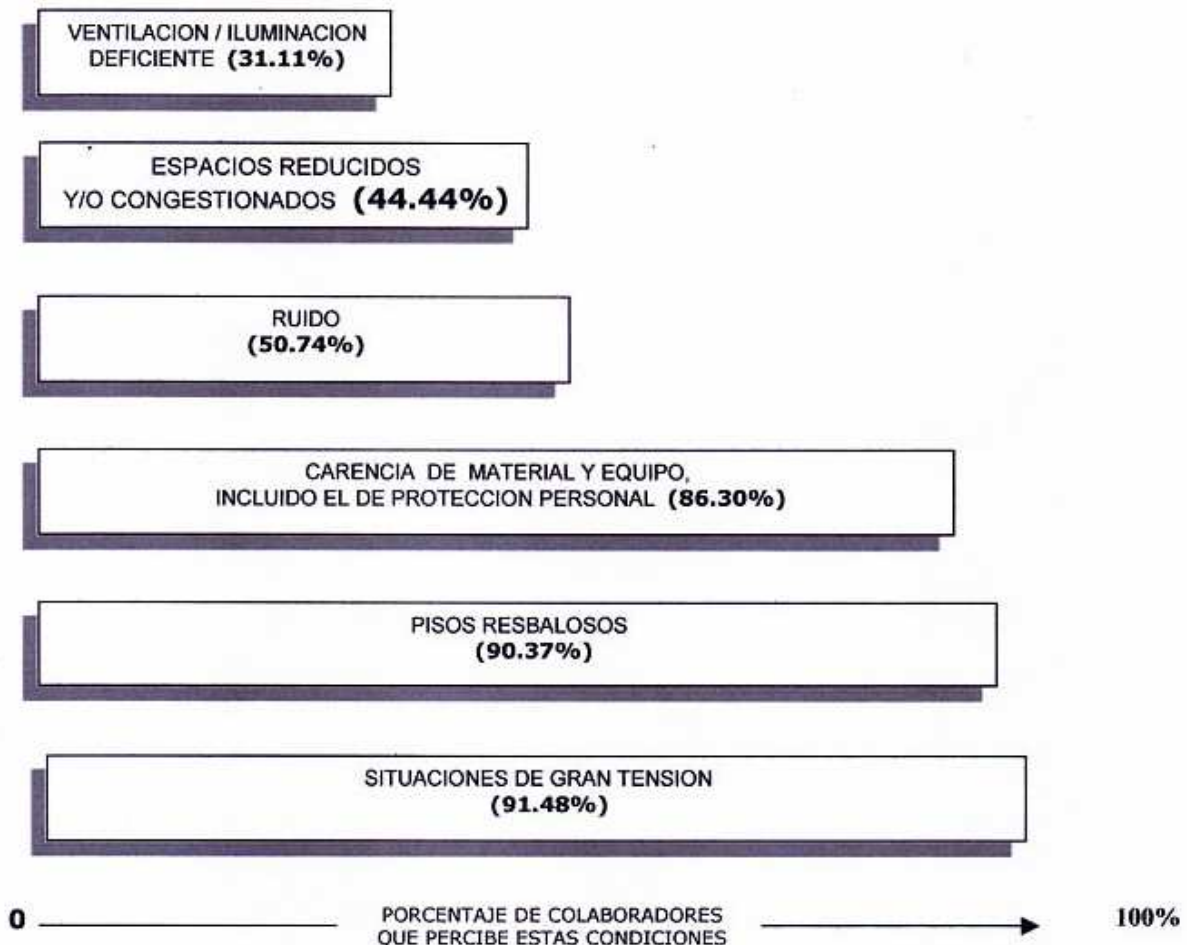 VENTILACION / ILUMINACION
DEFICIENTE (31.11%)
ESPACIOS REDUCIDOS
Y/O CONGESTIONADOS (44.44%)
RUIDO
(50.74%)
CARENCIA DE MATERIAL Y EQUIPO,
INCLUIDO EL DE PROTECCION PERSONAL (86.30%)
PISOS RESBALOSOS
(90.37%)
SITUACIONES DE GRAN TENSION
(91.48%)
0 PORCENTAJE DE COLABORADORES 100%
QUE PERCIBE ESTAS CONDICIONES